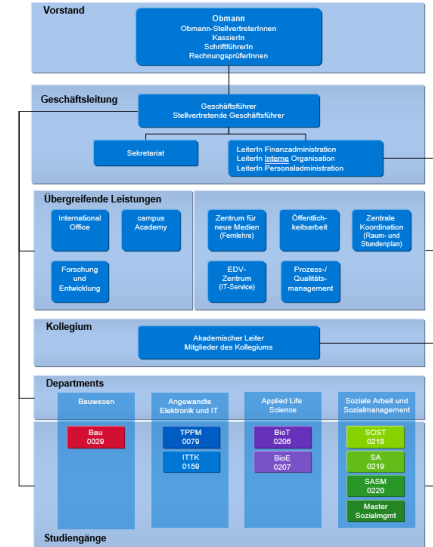 Vorstand
Obmann
Obmann-StellvertreterInnen
KassierIn
SchriftführerIn
RechnungsprüferInnen
Geschäftsleitung
Geschäftsführer
Stellvertretende Geschäftsführer
Sekretariat
LeiterIn Finanzadministration
LeiterIn Interne Organisation
LeiterIn Personaladministration
Übergreifende Leistungen
International
Office
campus
Academy
Forschung
und
Entwicklung
Zentrum für
neue Medien
(Fernlehre)
Öffentlich-
keitsarbeit
Zentrale
Koordination
(Raum- und
Stundenplan)
EDV-
Zentrum
(IT-Service)
Prozess-/
Qualitäts-
management
Kollegium
Akademischer Leiter
Mitglieder des Kollegiums
Departments
Bauwesen
Angewandte
Elektronik und IT
Applied Life
Science
Soziale Arbeit und
Sozialmanagement
Bau
0029
TPPM
0079
ITTK
0159
BioT
0206
BioE
0207
SOST
0218
SA
0219
SASM
0220
Master
Sozialmgmt
Studiengänge